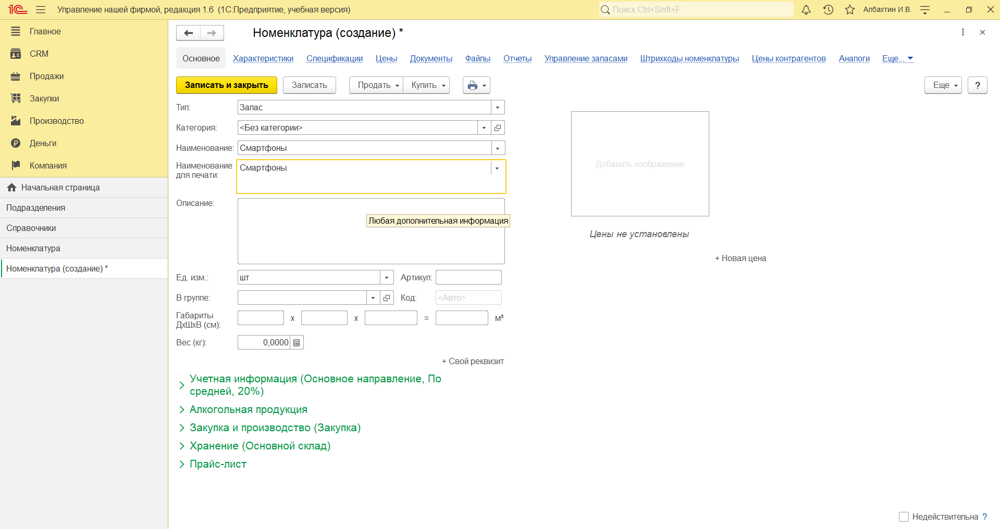 1С Управление нашей фирмой, редакция 1.6 (1С:Предприятие, учебная версия) Поиск Ctrl+Shift+F Албахтин И.В.
Главное
CRM
Продажи
Закупки
Производство
Деньги
Компания
Начальная страница
Подразделения
Справочники
Номенклатура
Номенклатура (создание) *
Номенклатура (создание) *
Основное Характеристики Спецификации Цены Документы Файлы Отчеты Управление запасами Штрихкоды номенклатуры Цены контрагентов Аналоги Еще...
Записать и закрыть Записать Продать Купить Еще ?
Тип: Запас
Категория: <Без категории>
Наименование: Смартфоны
Наименование
для печати: Смартфоны
Описание:
Любая дополнительная информация
Ед. изм.: шт Артикул:
В группе: Код: <Авто>
Габариты
ДхШхВ (см): х х = м³
Вес (кг): 0,0000
+ Свой реквизит
Учетная информация (Основное направление, По
средней, 20%)
Алкогольная продукция
Закупка и производство (Закупка)
Хранение (Основной склад)
Прайс-лист
Добавить изображение
Цены не установлены
+ Новая цена
Недействительна ?